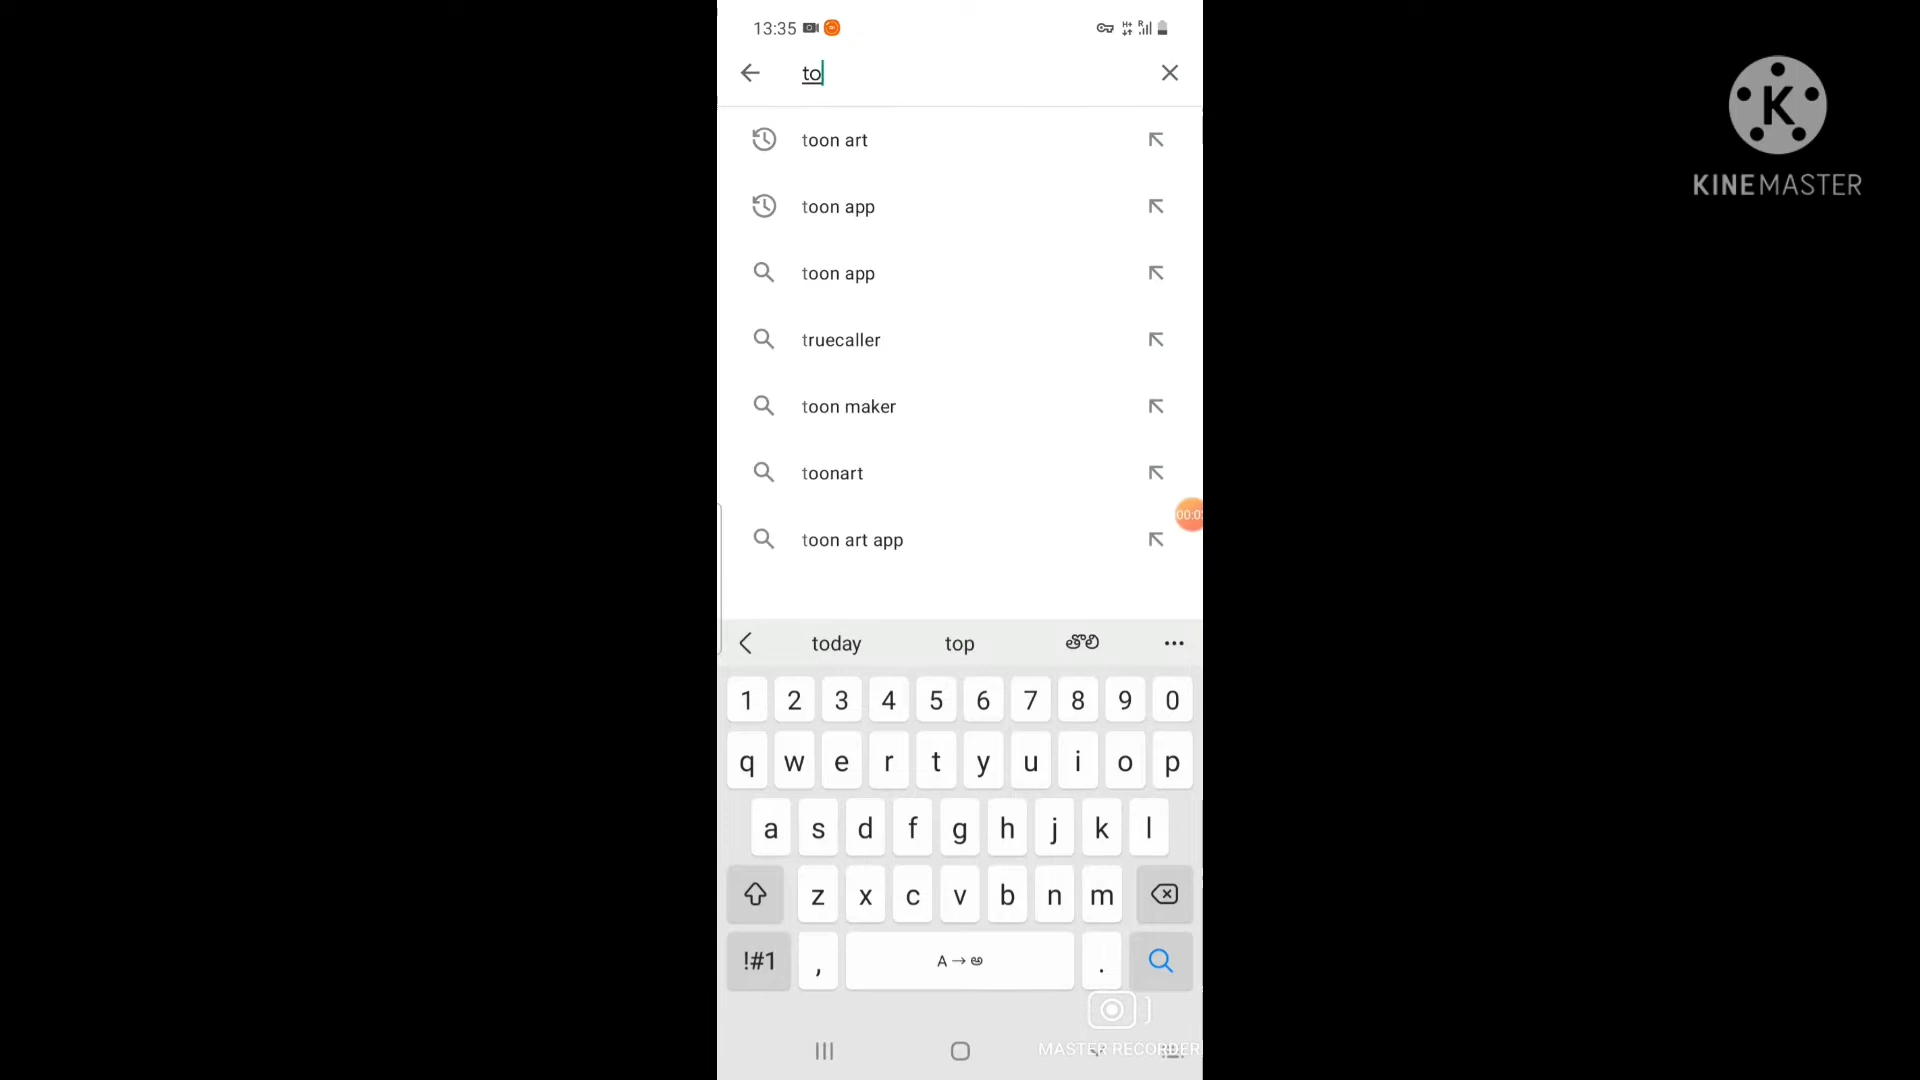 13:35
to
toon art
toon app
toon app
truecaller
toon maker
toonart
toon art app
today top తొలి
1 2 3 4 5 6 7 8 9 0
q w e r t y u i o p
a s d f g h j k l
z x c v b n m
!#1 , A → అ .
MASTER RECORDER
K
KINEMASTER